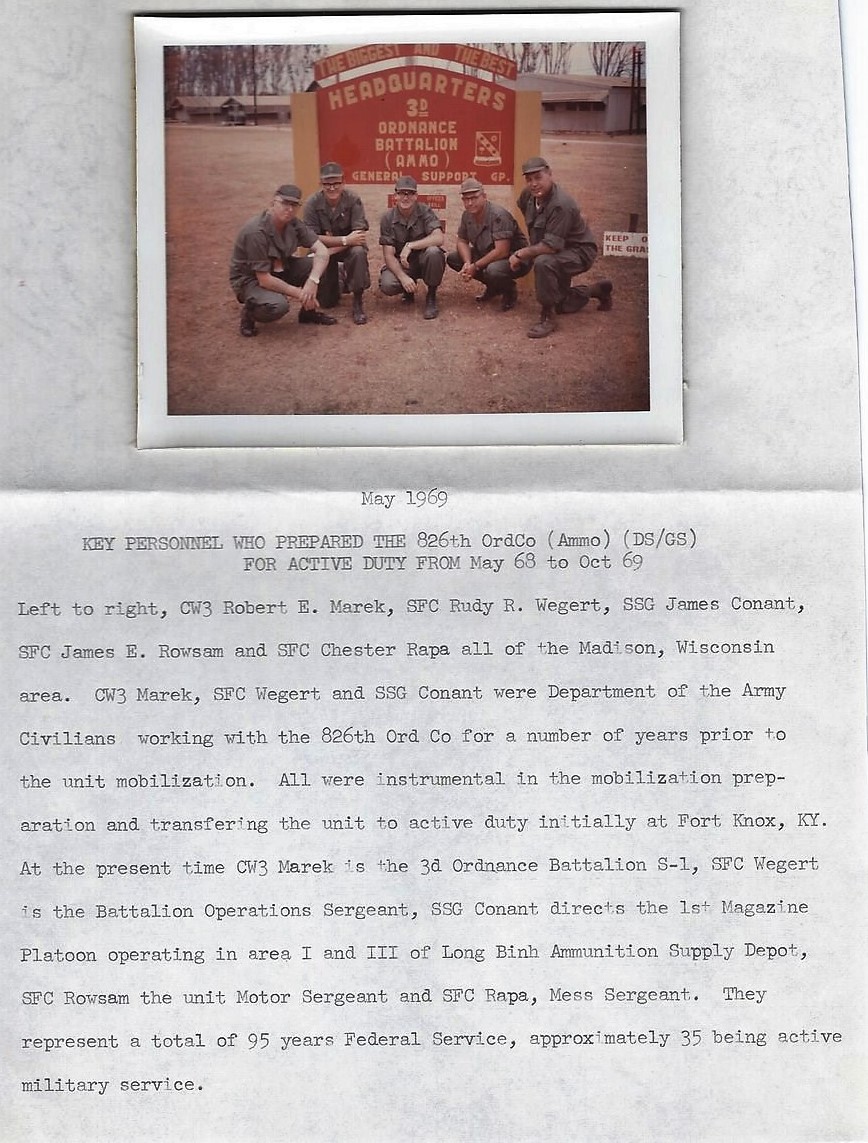 THE BIGGEST AND THE BEST
HEADQUARTERS
3D
ORDNANCE
BATTALION
(AMMO)
GENERAL SUPPORT GP.
KEEP O
THE GRA
May 1969
KEY PERSONNEL WHO PREPARED THE 826th OrdCo (Ammo) (DS/GS)
FOR ACTIVE DUTY FROM May 68 to Oct 69
Left to right, CW3 Robert E. Marek, SFC Rudy R. Wegert, SSG James Conant,
SFC James E. Rowsam and SFC Chester Rapa all of the Madison, Wisconsin
area. CW3 Marek, SFC Wegert and SSG Conant were Department of the Army
Civilians working with the 826th Ord Co for a number of years prior to
the unit mobilization. All were instrumental in the mobilization prep-
aration and transfering the unit to active duty initially at Fort Knox, KY.
At the present time CW3 Marek is the 3d Ordnance Battalion S-1, SFC Wegert
is the Battalion Operations Sergeant, SSG Conant directs the 1st Magazine
Platoon operating in area I and III of Long Binh Ammunition Supply Depot,
SFC Rowsam the unit Motor Sergeant and SFC Rapa, Mess Sergeant. They
represent a total of 95 years Federal Service, approximately 35 being active
military service.